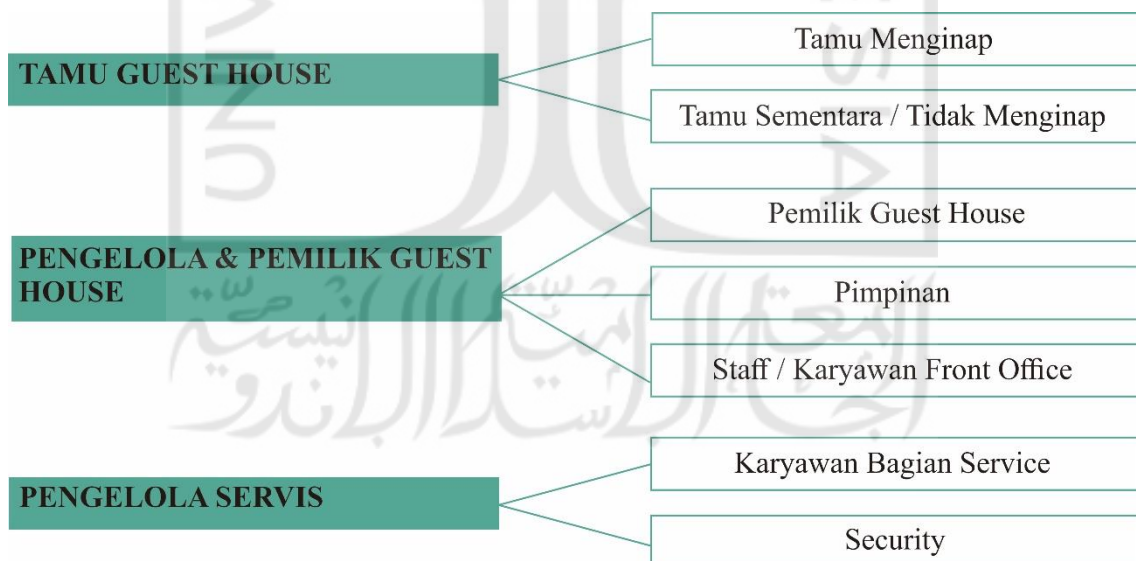 TAMU GUEST HOUSE
Tamu Menginap
Tamu Sementara / Tidak Menginap
PENGELOLA & PEMILIK GUEST
HOUSE
Pemilik Guest House
Pimpinan
Staff / Karyawan Front Office
PENGELOLA SERVIS
Karyawan Bagian Service
Security